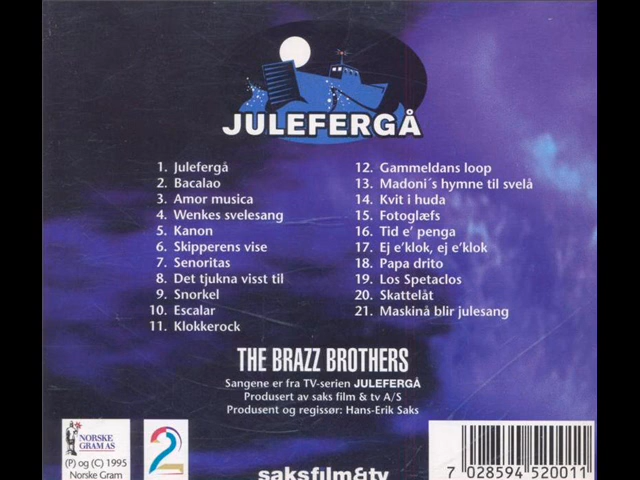 JULEFERGÅ
1. Julefergå
2. Bacalao
3. Amor musica
4. Wenkes svelesang
5. Kanon
6. Skipperens vise
7. Senoritas
8. Det tjukna visst til
9. Snorkel
10. Escalar
11. Klokkerock
12. Gammeldans loop
13. Madoni´s hymne til svelå
14. Kvit i huda
15. Fotoglæfs
16. Tid e' penga
17. Ej e'klok, ej e'klok
18. Papa drito
19. Los Spetaclos
20. Skattelåt
21. Maskinå blir julesang
THE BRAZZ BROTHERS
Sangene er fra TV-serien JULEFERGÅ
Produsert av saks film & tv A/S
Produsent og regissør: Hans-Erik Saks
NORSKE
GRAM AS
(P) og (C) 1995
Norske Gram
2
saksfilm&tv
7 028594 520011